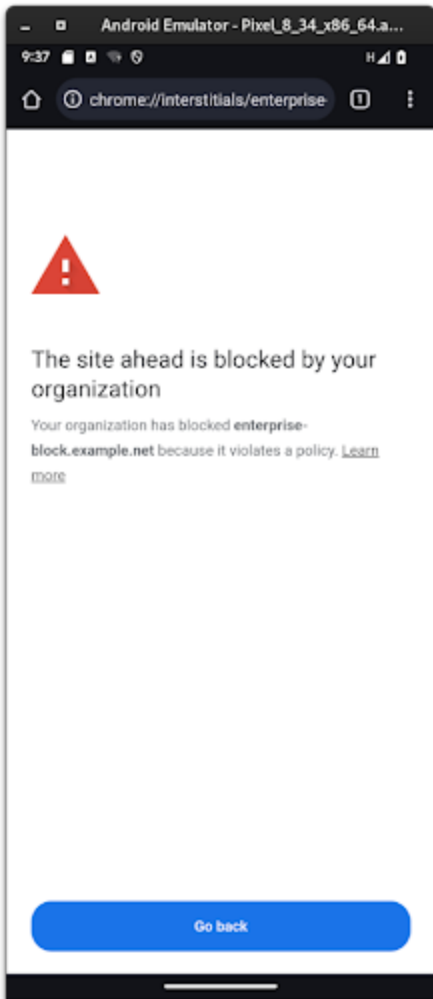 Android Emulator - Pixel_8_34_x86_64.a...
9:37
H
chrome://interstitials/enterprise-
1
The site ahead is blocked by your
organization
Your organization has blocked enterprise-
block.example.net because it violates a policy. Learn
more
Go back